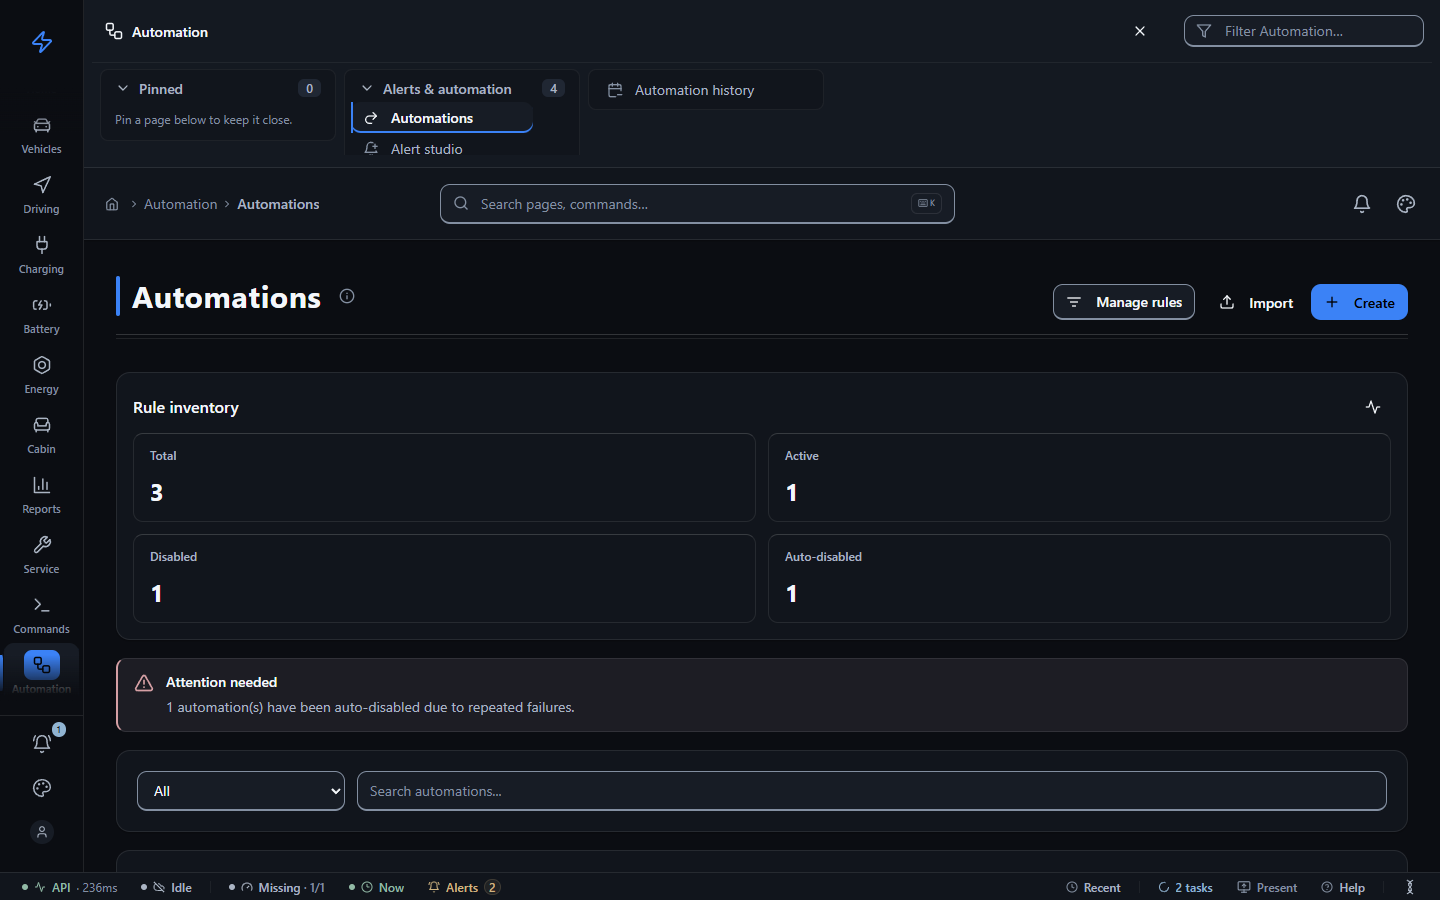 Automation
Filter Automation...
Pinned 0
Pin a page below to keep it close.
Alerts & automation 4
Automations
Alert studio
Automation history
Vehicles
Driving
Charging
Battery
Energy
Cabin
Reports
Service
Commands
Automation
1
Automation Automations
Search pages, commands... K
Automations
Manage rules
Import
Create
Rule inventory
Total
3
Active
1
Disabled
1
Auto-disabled
1
Attention needed
1 automation(s) have been auto-disabled due to repeated failures.
All
Search automations...
API · 236ms
Idle
Missing · 1/1
Now
Alerts 2
Recent
2 tasks
Present
Help